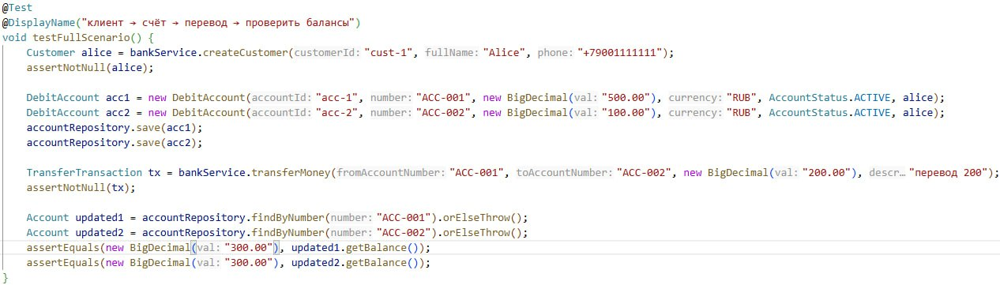 @Test
@DisplayName("клиент → счёт → перевод → проверить балансы")
void testFullScenario() {
    Customer alice = bankService.createCustomer(customerId: "cust-1", fullName: "Alice", phone: "+79001111111");
    assertNotNull(alice);

    DebitAccount acc1 = new DebitAccount(accountId: "acc-1", number: "ACC-001", new BigDecimal(val: "500.00"), currency: "RUB", AccountStatus.ACTIVE, alice);
    DebitAccount acc2 = new DebitAccount(accountId: "acc-2", number: "ACC-002", new BigDecimal(val: "100.00"), currency: "RUB", AccountStatus.ACTIVE, alice);
    accountRepository.save(acc1);
    accountRepository.save(acc2);

    TransferTransaction tx = bankService.transferMoney(fromAccountNumber: "ACC-001", toAccountNumber: "ACC-002", new BigDecimal(val: "200.00"), descr… "перевод 200");
    assertNotNull(tx);

    Account updated1 = accountRepository.findByNumber(number: "ACC-001").orElseThrow();
    Account updated2 = accountRepository.findByNumber(number: "ACC-002").orElseThrow();
    assertEquals(new BigDecimal(val: "300.00"), updated1.getBalance());
    assertEquals(new BigDecimal(val: "300.00"), updated2.getBalance());
}